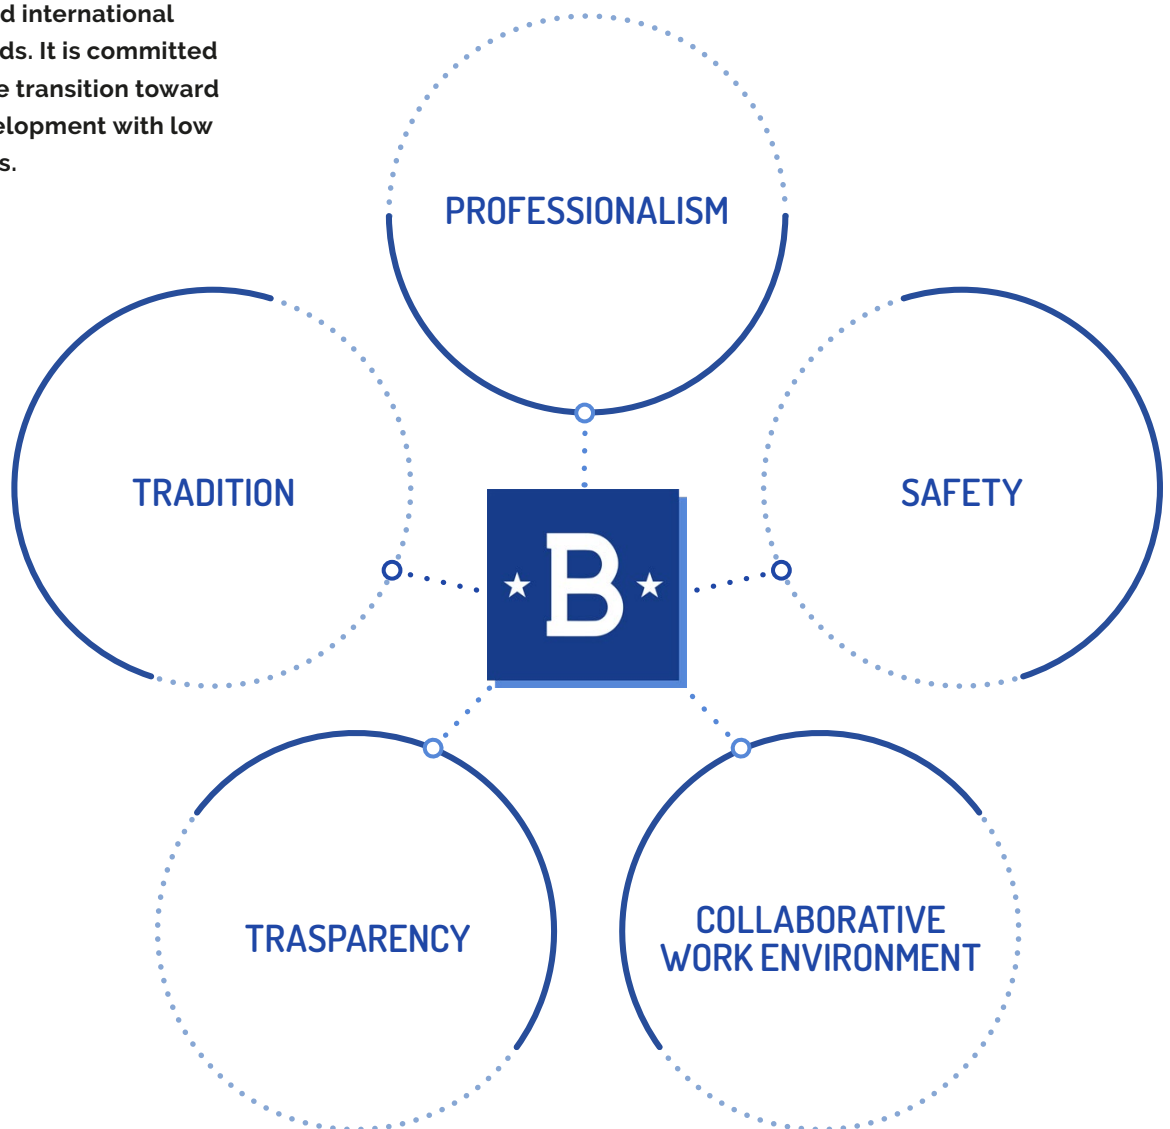 d international
ds. It is committed
e transition toward
elopment with low
s.
PROFESSIONALISM
TRADITION
SAFETY
B
TRASPARENCY
COLLABORATIVE
WORK ENVIRONMENT